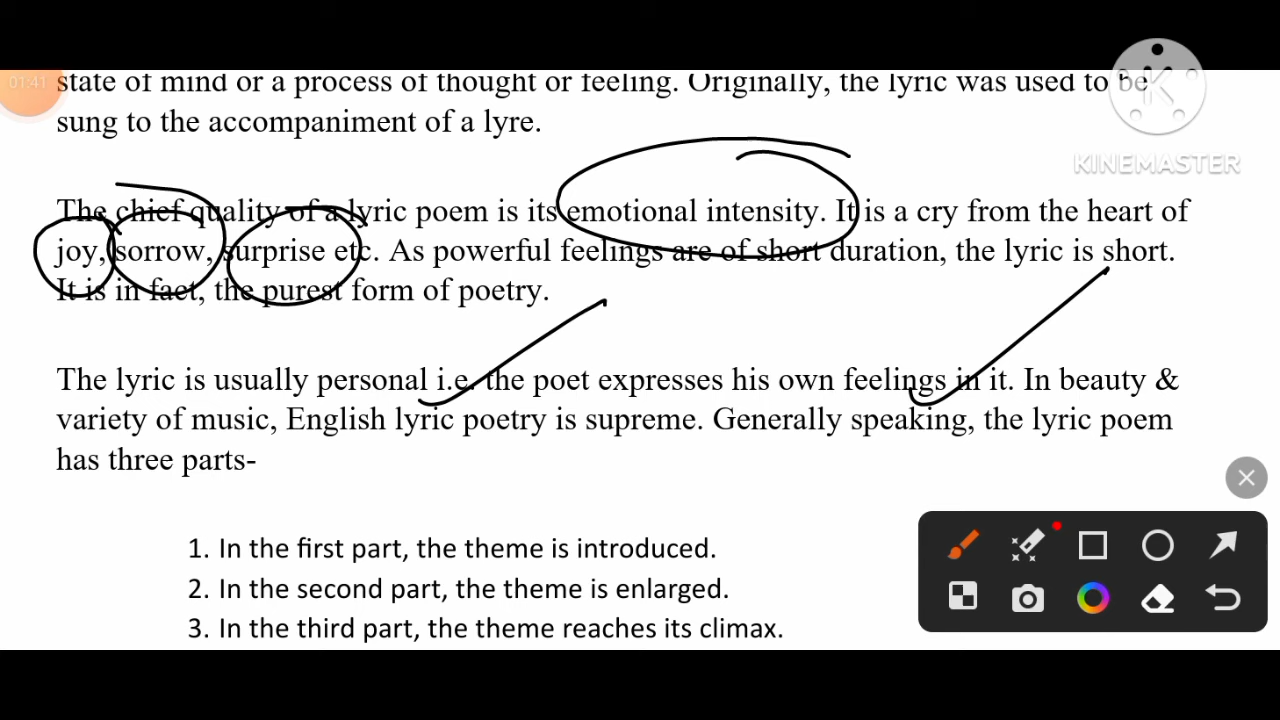 01:41
state of mind or a process of thought or feeling. Originally, the lyric was used to be
sung to the accompaniment of a lyre.
KINEMASTER
The chief quality of a lyric poem is its emotional intensity. It is a cry from the heart of
joy, sorrow, surprise etc. As powerful feelings are of short duration, the lyric is short.
It is in fact, the purest form of poetry.
The lyric is usually personal i.e. the poet expresses his own feelings in it. In beauty &
variety of music, English lyric poetry is supreme. Generally speaking, the lyric poem
has three parts-
1. In the first part, the theme is introduced.
2. In the second part, the theme is enlarged.
3. In the third part, the theme reaches its climax.